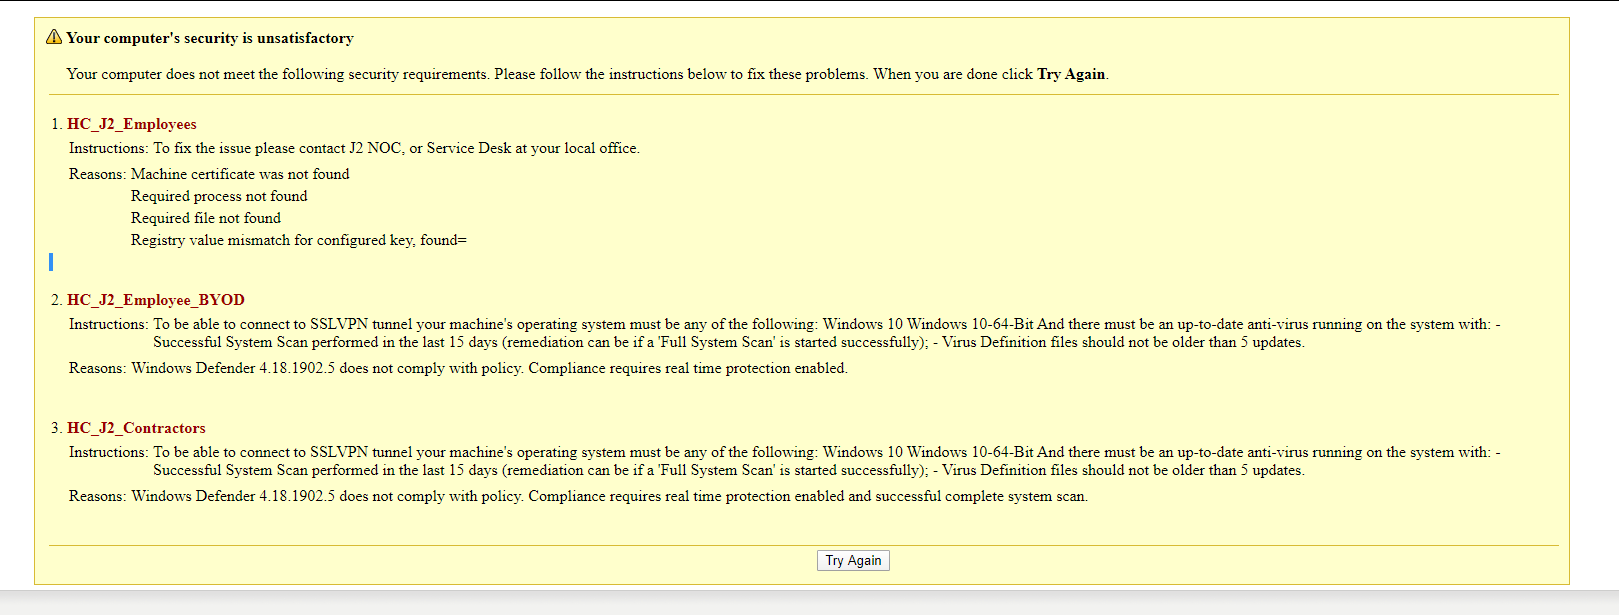 Your computer's security is unsatisfactory
Your computer does not meet the following security requirements. Please follow the instructions below to fix these problems. When you are done click Try Again.
1. HC_J2_Employees
Instructions: To fix the issue please contact J2 NOC, or Service Desk at your local office.
Reasons: Machine certificate was not found
Required process not found
Required file not found
Registry value mismatch for configured key, found=
2. HC_J2_Employee_BYOD
Instructions: To be able to connect to SSLVPN tunnel your machine's operating system must be any of the following: Windows 10 Windows 10-64-Bit And there must be an up-to-date anti-virus running on the system with: -
Successful System Scan performed in the last 15 days (remediation can be if a 'Full System Scan' is started successfully); - Virus Definition files should not be older than 5 updates.
Reasons: Windows Defender 4.18.1902.5 does not comply with policy. Compliance requires real time protection enabled.
3. HC_J2_Contractors
Instructions: To be able to connect to SSLVPN tunnel your machine's operating system must be any of the following: Windows 10 Windows 10-64-Bit And there must be an up-to-date anti-virus running on the system with: -
Successful System Scan performed in the last 15 days (remediation can be if a 'Full System Scan' is started successfully); - Virus Definition files should not be older than 5 updates.
Reasons: Windows Defender 4.18.1902.5 does not comply with policy. Compliance requires real time protection enabled and successful complete system scan.
Try Again